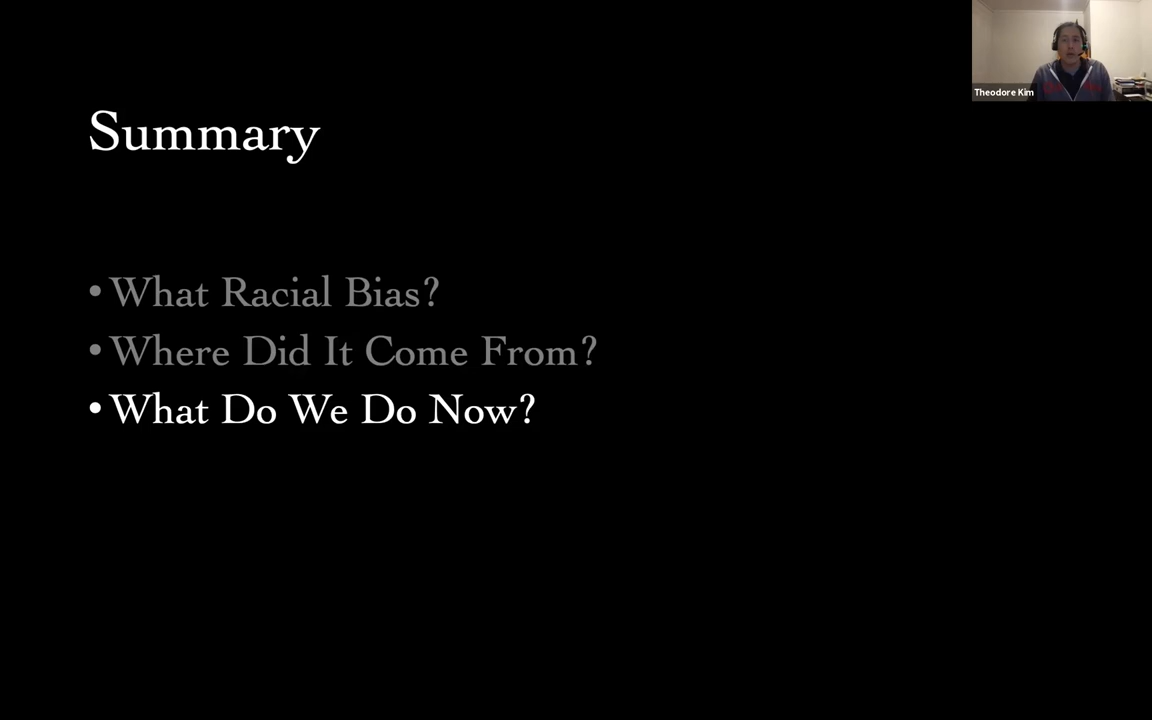 Theodore Kim
Summary
• What Racial Bias?
• Where Did It Come From?
• What Do We Do Now?